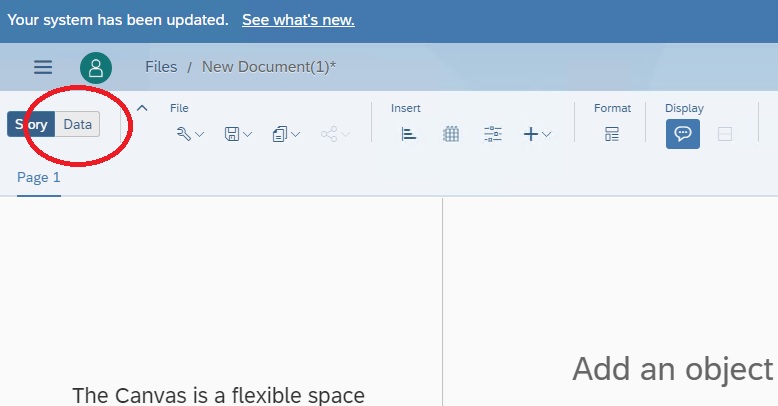 Your system has been updated. See what's new.
Files / New Document(1)*
File Insert Format Display
Story Data
Page 1
Add an object
The Canvas is a flexible space